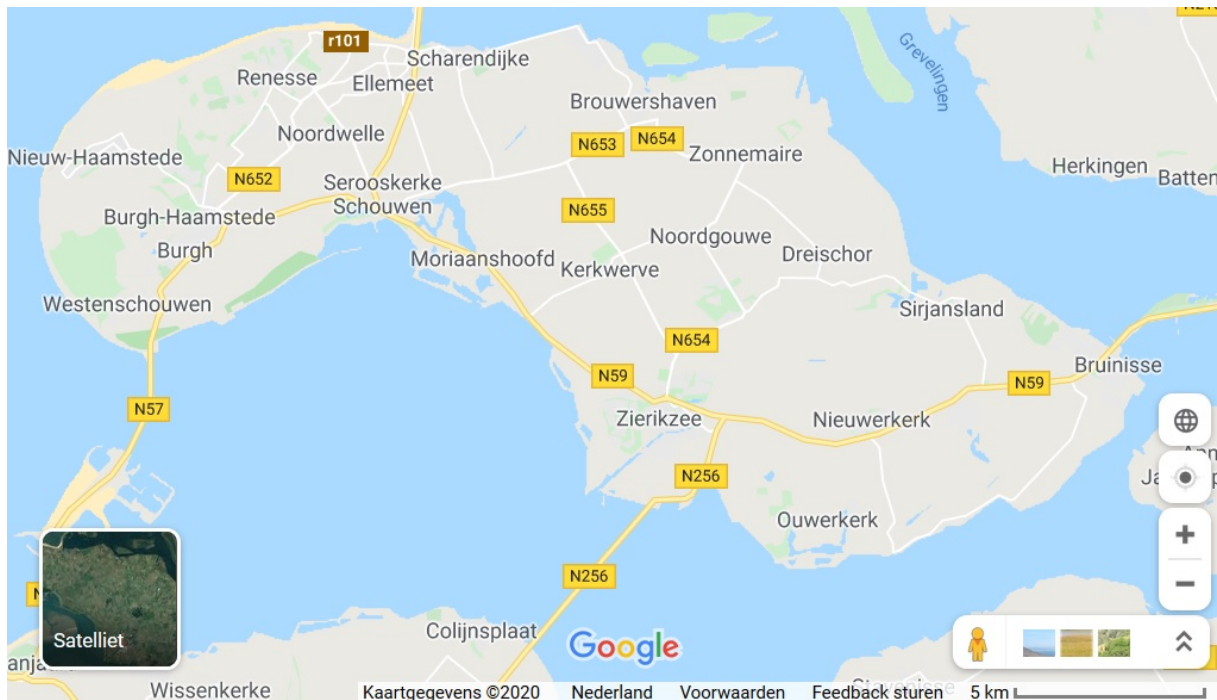 r101
Scharendijke
Renesse
Ellemeet
Grevelingen
Brouwershaven
Noordwelle
N653
N654
Zonnemaire
Nieuw-Haamstede
Herkingen
N652
Serooskerke
Schouwen
N655
Burgh-Haamstede
Burgh
Noordgouwe
Dreischor
Moriaanshoofd
Kerkwerve
Westenschouwen
Sirjansland
N654
Bruinisse
N59
N59
N57
Zierikzee
Nieuwerkerk
N256
Ouwerkerk
N256
Satelliet
Colijnsplaat
Google
Wissenkerke
Kaartgegevens ©2020 Nederland Voorwaarden Feedback sturen 5 km